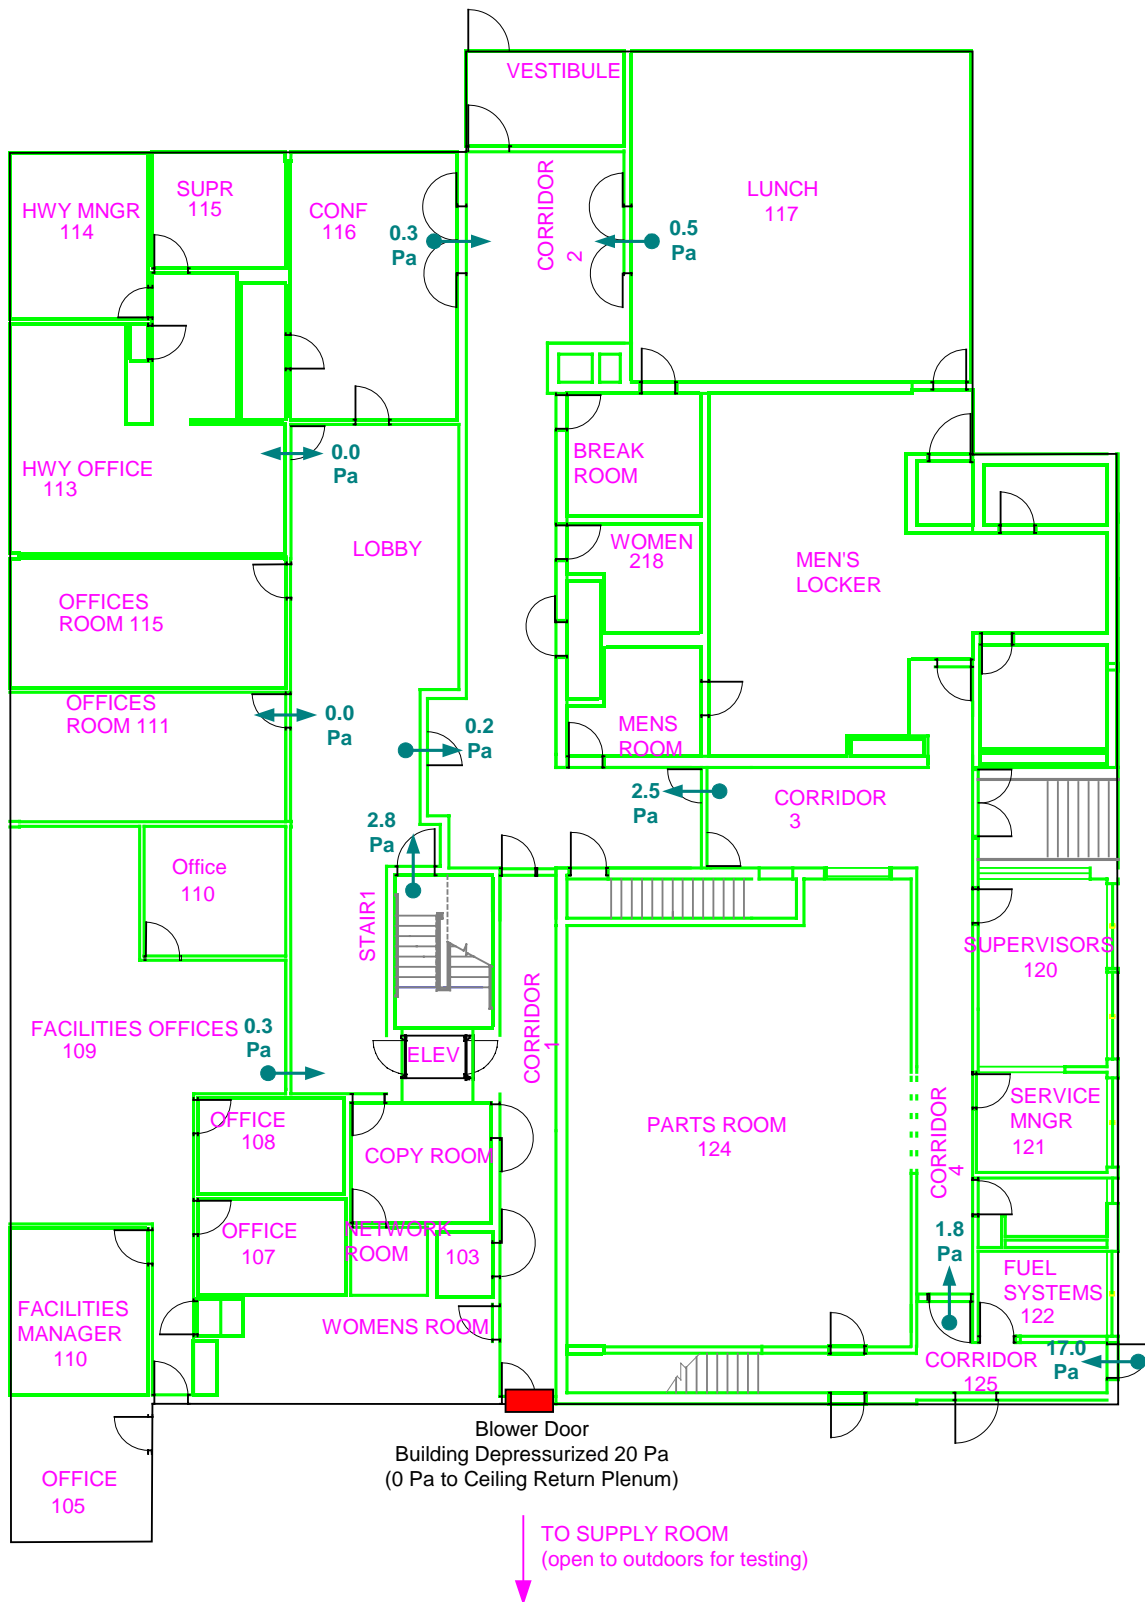 VESTIBULE
HWY MNGR
114
SUPR
115
CONF
116
CORRIDOR
2
LUNCH
117
0.3
Pa
0.5
Pa
HWY OFFICE
113
0.0
Pa
BREAK
ROOM
LOBBY
WOMEN
218
MEN'S
LOCKER
OFFICES
ROOM 115
OFFICES
ROOM 111
0.0
Pa
0.2
Pa
MENS
ROOM
2.5
Pa
CORRIDOR
3
2.8
Pa
Office
110
STAIR1
SUPERVISORS
120
FACILITIES OFFICES
109
0.3
Pa
ELEV
CORRIDOR
1
OFFICE
108
COPY ROOM
PARTS ROOM
124
CORRIDOR
4
SERVICE
MNGR
121
OFFICE
107
NETWORK
ROOM
103
1.8
Pa
FUEL
SYSTEMS
122
FACILITIES
MANAGER
110
WOMENS ROOM
CORRIDOR
125
17.0
Pa
Blower Door
Building Depressurized 20 Pa
(0 Pa to Ceiling Return Plenum)
OFFICE
105
TO SUPPLY ROOM
(open to outdoors for testing)